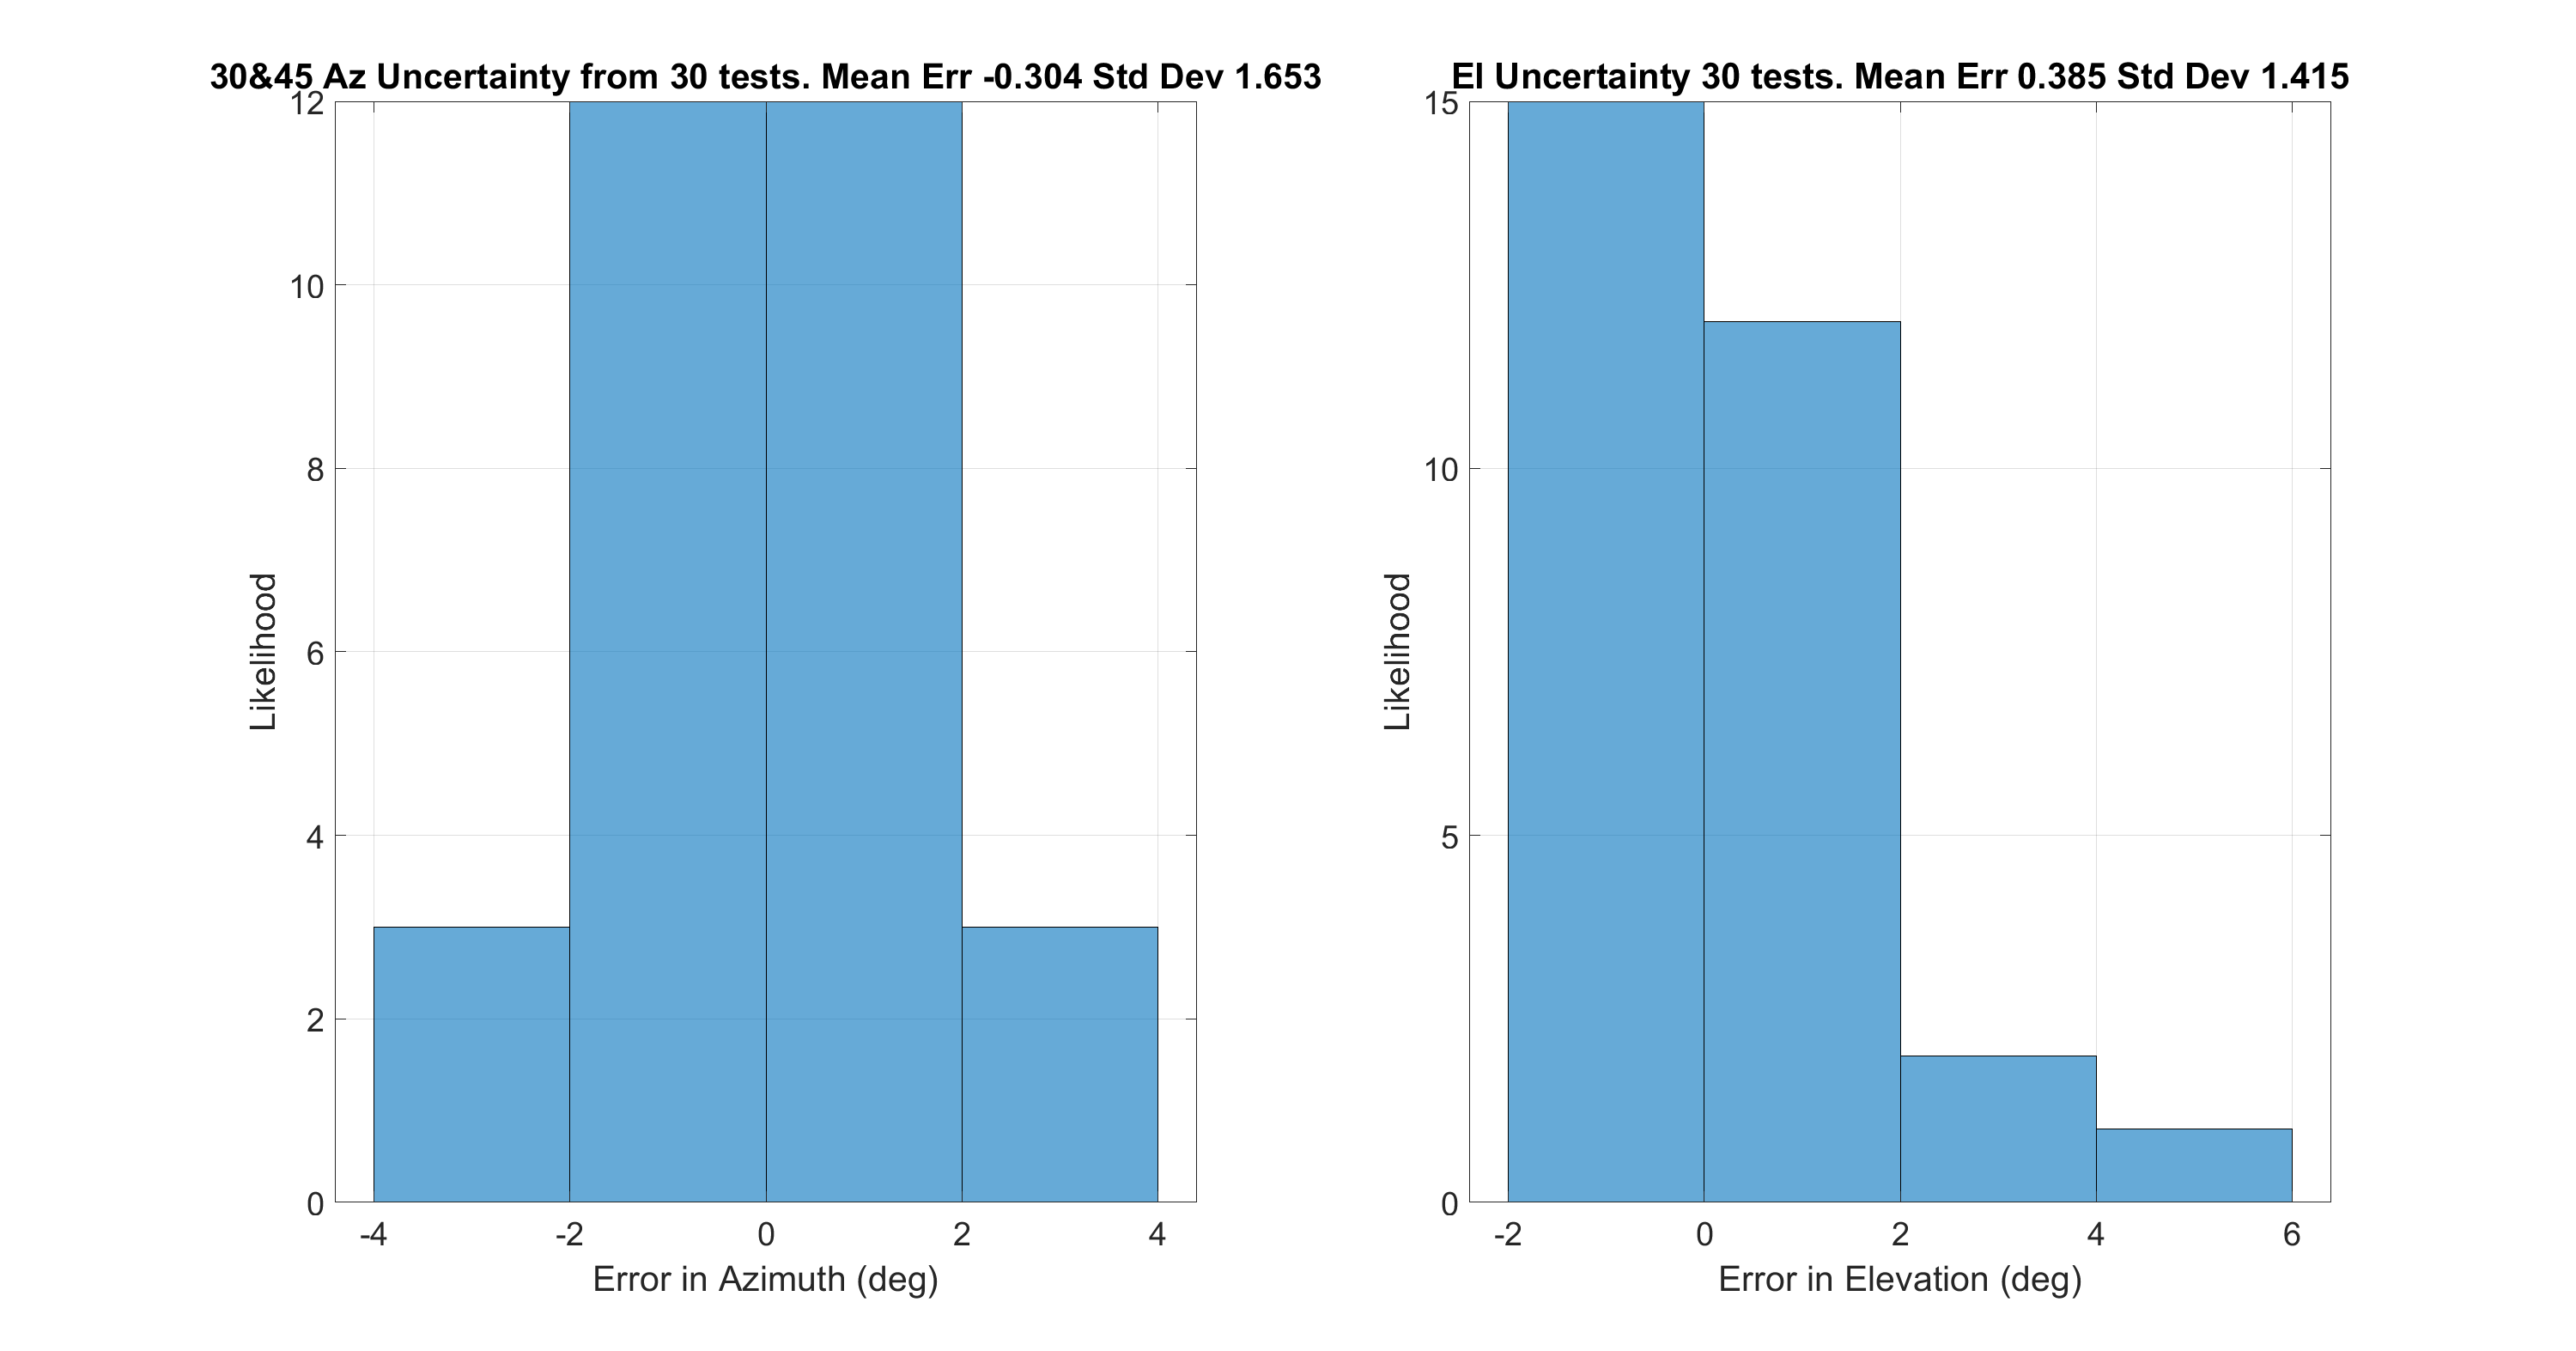 30&45 Az Uncertainty from 30 tests. Mean Err -0.304 Std Dev 1.653
12
10
8
6
4
2
0
Likelihood
-4 -2 0 2 4
Error in Azimuth (deg)
El Uncertainty 30 tests. Mean Err 0.385 Std Dev 1.415
15
10
5
0
Likelihood
-2 0 2 4 6
Error in Elevation (deg)